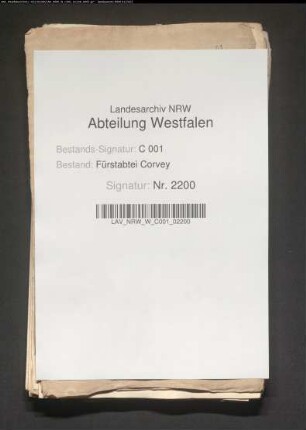 Landesarchiv NRW
Abteilung Westfalen
Bestands-Signatur: C 001
Bestand: Fürstabtei Corvey
Signatur: Nr. 2200
LAV_NRW_W_C001_02200